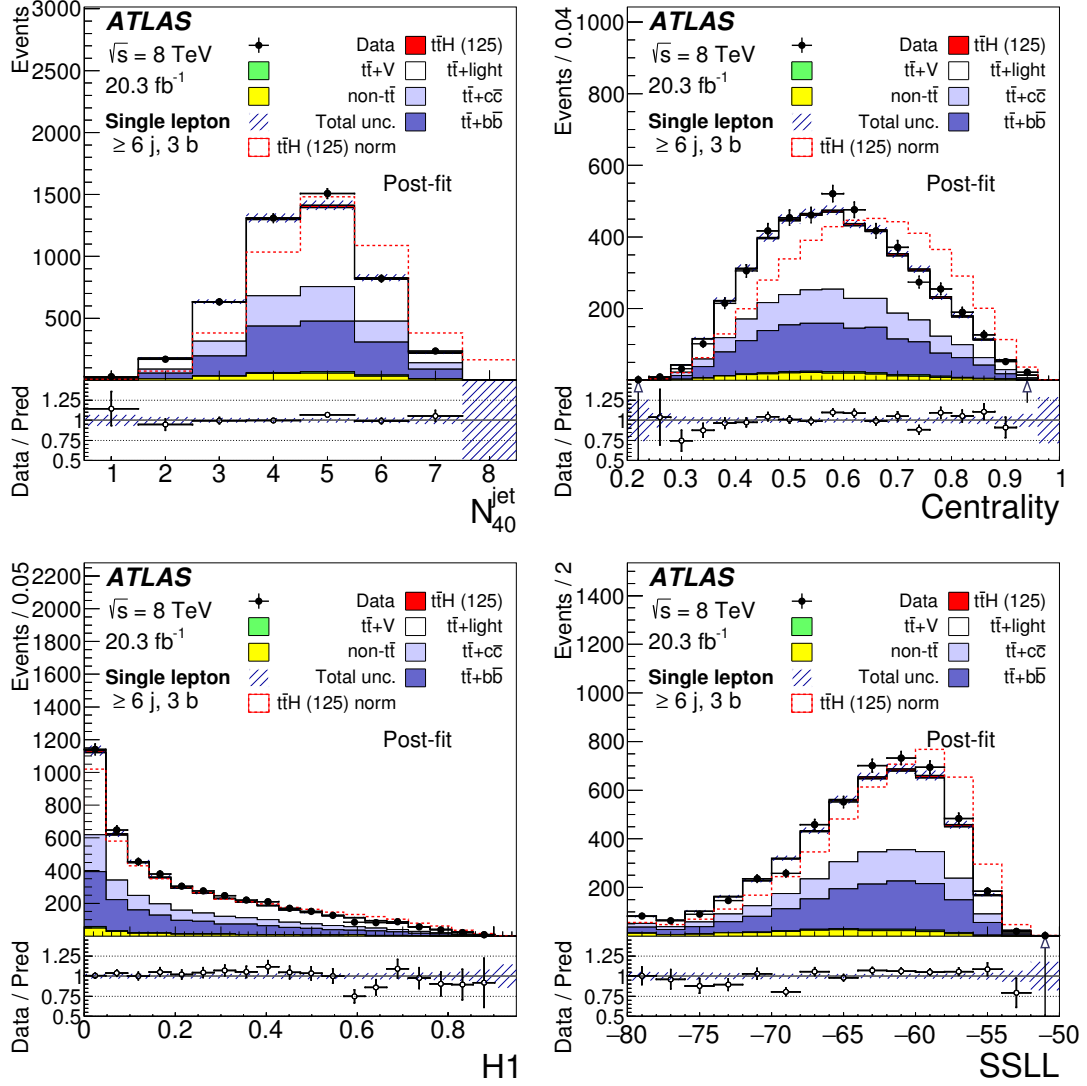 Events
3000
2500
2000
1500
1000
500
ATLAS
√s = 8 TeV
20.3 fb⁻¹
Single lepton
≥ 6 j, 3 b
Data
tt̄H (125)
tt̄+V
tt̄+light
non-tt̄
tt̄+cc̄
Total unc.
tt̄+bb̄
tt̄H (125) norm
Post-fit
Data / Pred
1.25
1
0.75
0.5
1 2 3 4 5 6 7 8
N₄₀ʲᵉᵗ
Events / 0.04
1000
800
600
400
200
ATLAS
√s = 8 TeV
20.3 fb⁻¹
Single lepton
≥ 6 j, 3 b
Data
tt̄H (125)
tt̄+V
tt̄+light
non-tt̄
tt̄+cc̄
Total unc.
tt̄+bb̄
tt̄H (125) norm
Post-fit
Data / Pred
1.25
1
0.75
0.5
0.2 0.3 0.4 0.5 0.6 0.7 0.8 0.9 1
Centrality
Events / 0.05
2200
2000
1800
1600
1400
1200
1000
800
600
400
200
ATLAS
√s = 8 TeV
20.3 fb⁻¹
Single lepton
≥ 6 j, 3 b
Data
tt̄H (125)
tt̄+V
tt̄+light
non-tt̄
tt̄+cc̄
Total unc.
tt̄+bb̄
tt̄H (125) norm
Post-fit
Data / Pred
1.25
1
0.75
0.5
0 0.2 0.4 0.6 0.8
H1
Events / 2
1400
1200
1000
800
600
400
200
ATLAS
√s = 8 TeV
20.3 fb⁻¹
Single lepton
≥ 6 j, 3 b
Data
tt̄H (125)
tt̄+V
tt̄+light
non-tt̄
tt̄+cc̄
Total unc.
tt̄+bb̄
tt̄H (125) norm
Post-fit
Data / Pred
1.25
1
0.75
0.5
−80 −75 −70 −65 −60 −55 −50
SSLL